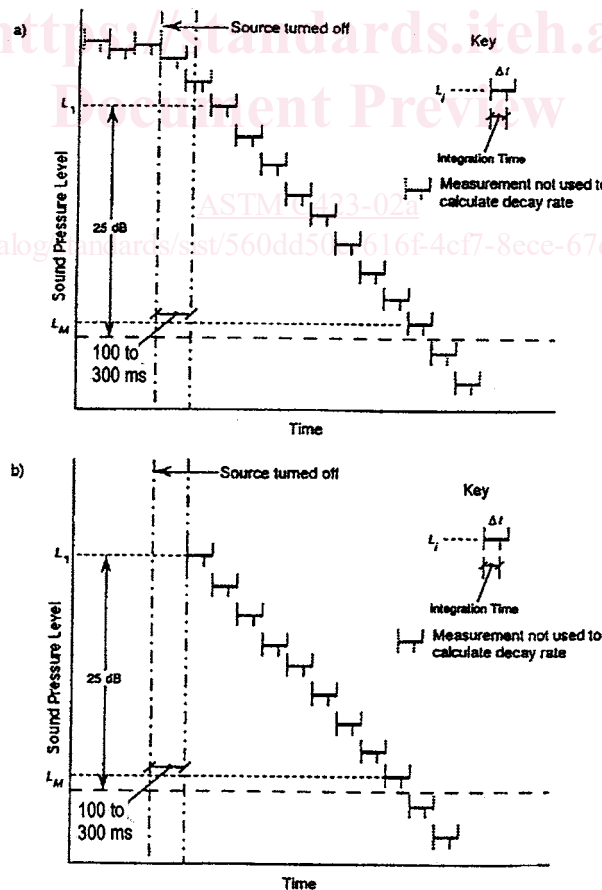 https://standards.iteh.a
Document Preview
ASTM C423-02a
alog/standards/sist/560dd50
616f-4cf7-8ece-67
a)
Source turned off
Key
Δt
Li
Integration Time
Measurement not used to
calculate decay rate
L1
25 dB
Sound Pressure Level
LM
100 to
300 ms
Time
b)
Source turned off
Key
Δt
Li
Integration Time
Measurement not used to
calculate decay rate
L1
25 dB
Sound Pressure Level
LM
100 to
300 ms
Time